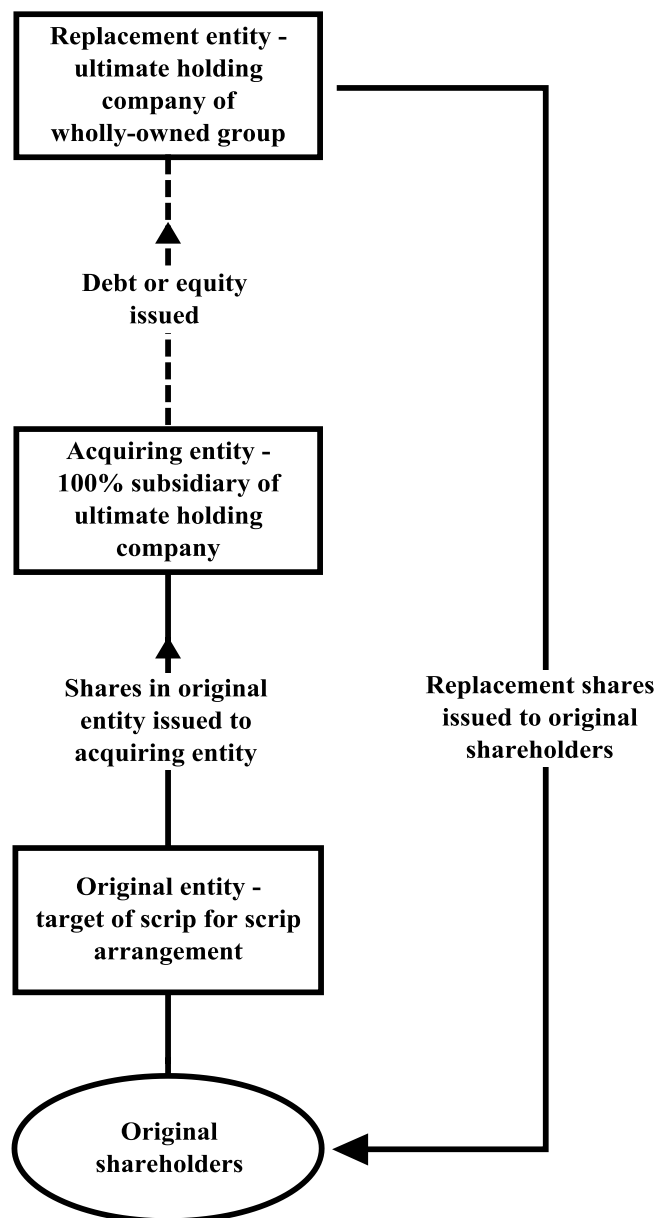 Replacement entity -
ultimate holding
company of
wholly-owned group
Debt or equity
issued
Acquiring entity -
100% subsidiary of
ultimate holding
company
Shares in original
entity issued to
acquiring entity
Replacement shares
issued to original
shareholders
Original entity -
target of scrip for scrip
arrangement
Original
shareholders